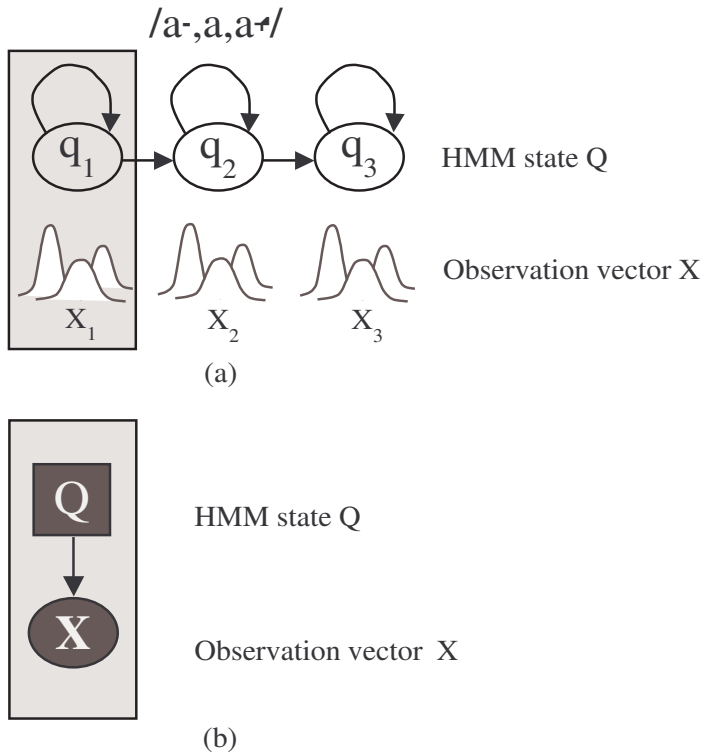 /a-,a,a+/
q1 q2 q3
HMM state Q
Observation vector X
X1 X2 X3
(a)
Q
HMM state Q
X
Observation vector X
(b)